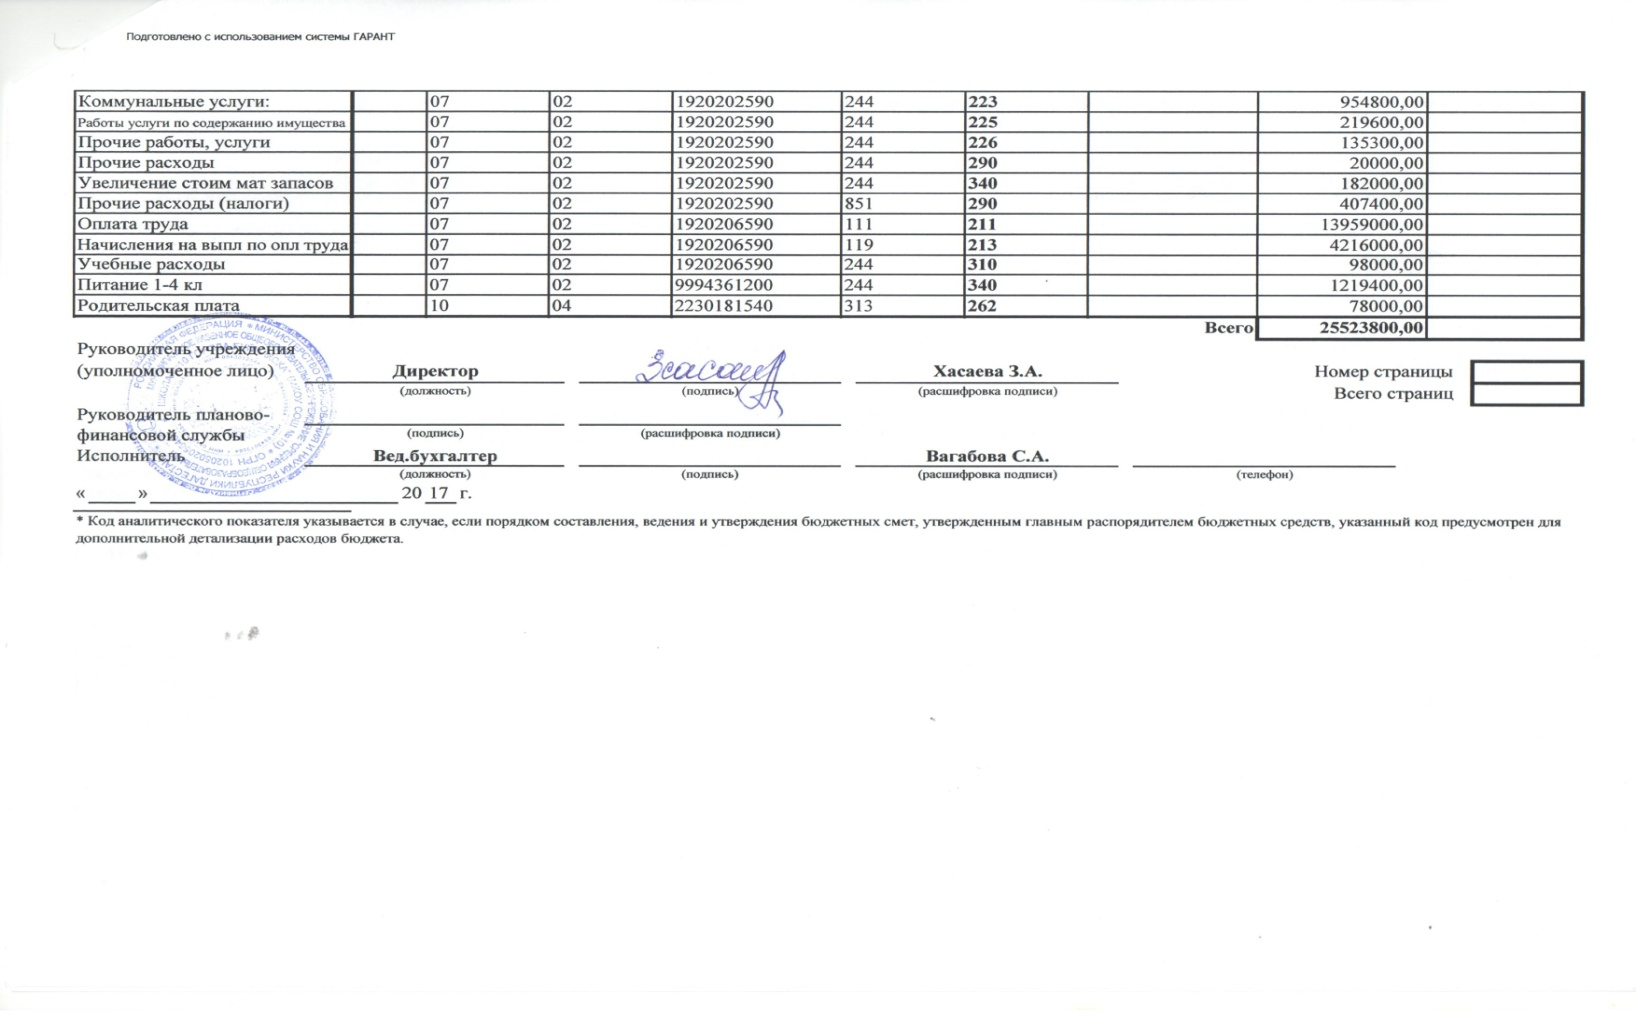 Подготовлено с использованием системы ГАРАНТ
Коммунальные услуги: 07 02 1920202590 244 223 954800,00
Работы услуги по содержанию имущества 07 02 1920202590 244 225 219600,00
Прочие работы, услуги 07 02 1920202590 244 226 135300,00
Прочие расходы 07 02 1920202590 244 290 20000,00
Увеличение стоим мат запасов 07 02 1920202590 244 340 182000,00
Прочие расходы (налоги) 07 02 1920202590 851 290 407400,00
Оплата труда 07 02 1920206590 111 211 13959000,00
Начисления на выпл по опл труда 07 02 1920206590 119 213 4216000,00
Учебные расходы 07 02 1920206590 244 310 98000,00
Питание 1-4 кл 07 02 9994361200 244 340 1219400,00
Родительская плата 10 04 2230181540 313 262 78000,00
Всего 25523800,00
Руководитель учреждения
(уполномоченное лицо) Директор Хасаева З.А. Номер страницы
(должность) (подпись) (расшифровка подписи) Всего страниц
Руководитель планово-
финансовой службы (подпись) (расшифровка подписи)
Исполнитель Вед.бухгалтер Вагабова С.А.
(должность) (подпись) (расшифровка подписи) (телефон)
«_____»____________________ 20 17 г.
* Код аналитического показателя указывается в случае, если порядком составления, ведения и утверждения бюджетных смет, утвержденным главным распорядителем бюджетных средств, указанный код предусмотрен для
дополнительной детализации расходов бюджета.